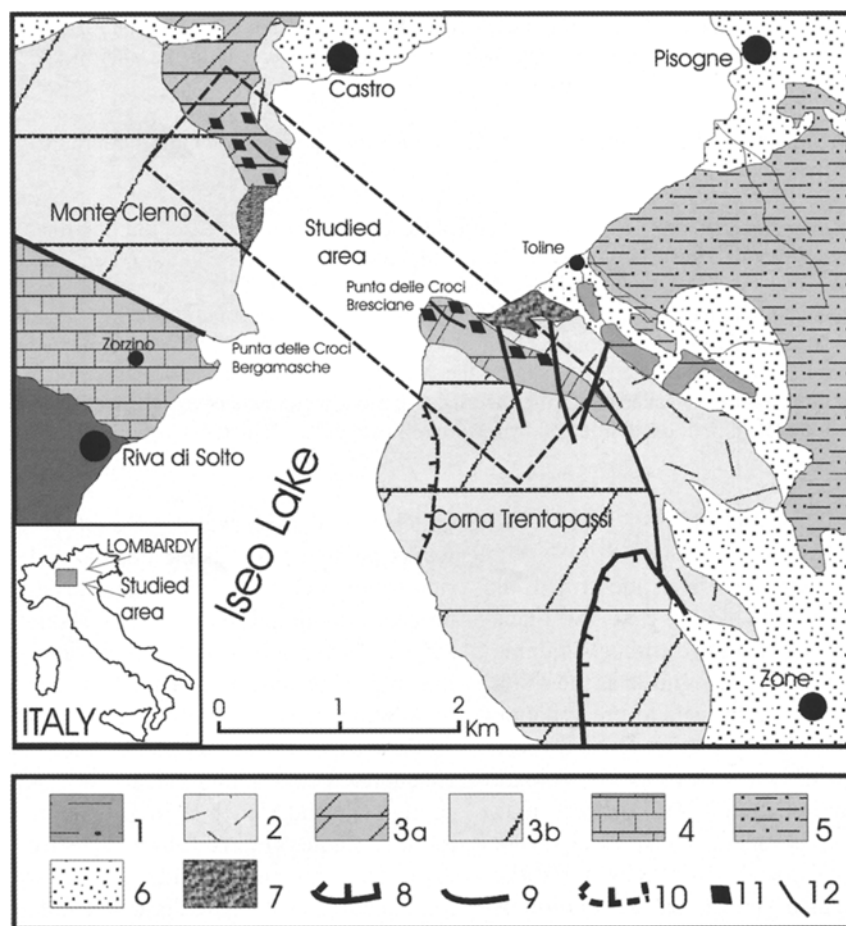 Castro
Pisogne
Monte Clemo
Studied
area
Toline
Punta delle Croci
Bresciane
Zorzino
Punta delle Croci
Bergamasche
Riva di Solto
Iseo Lake
Corna Trentapassi
Zone
LOMBARDY
Studied
area
ITALY
0 1 2
Km
1 2 3a 3b 4 5
6 7 8 9 10 11 12